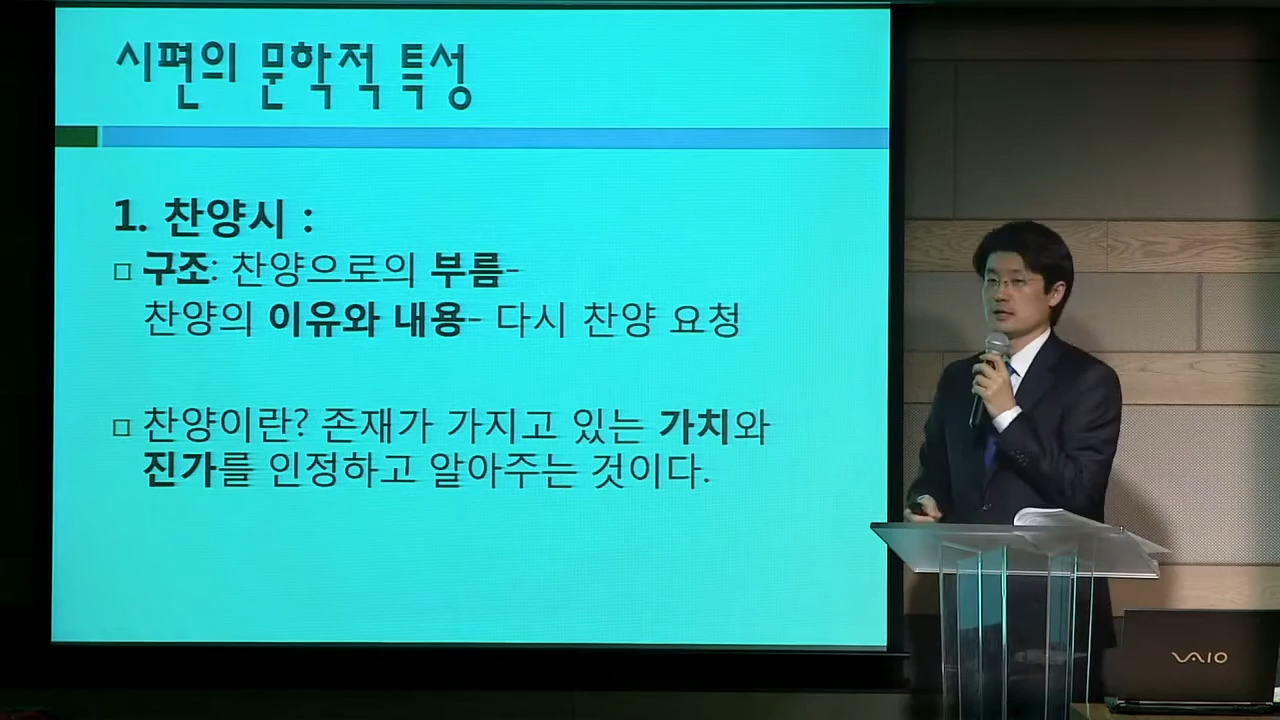 시편의 문학적 특성
1. 찬양시 :
구조: 찬양으로의 부름-
찬양의 이유와 내용- 다시 찬양 요청
찬양이란? 존재가 가지고 있는 가치와
진가를 인정하고 알아주는 것이다.
VAIO